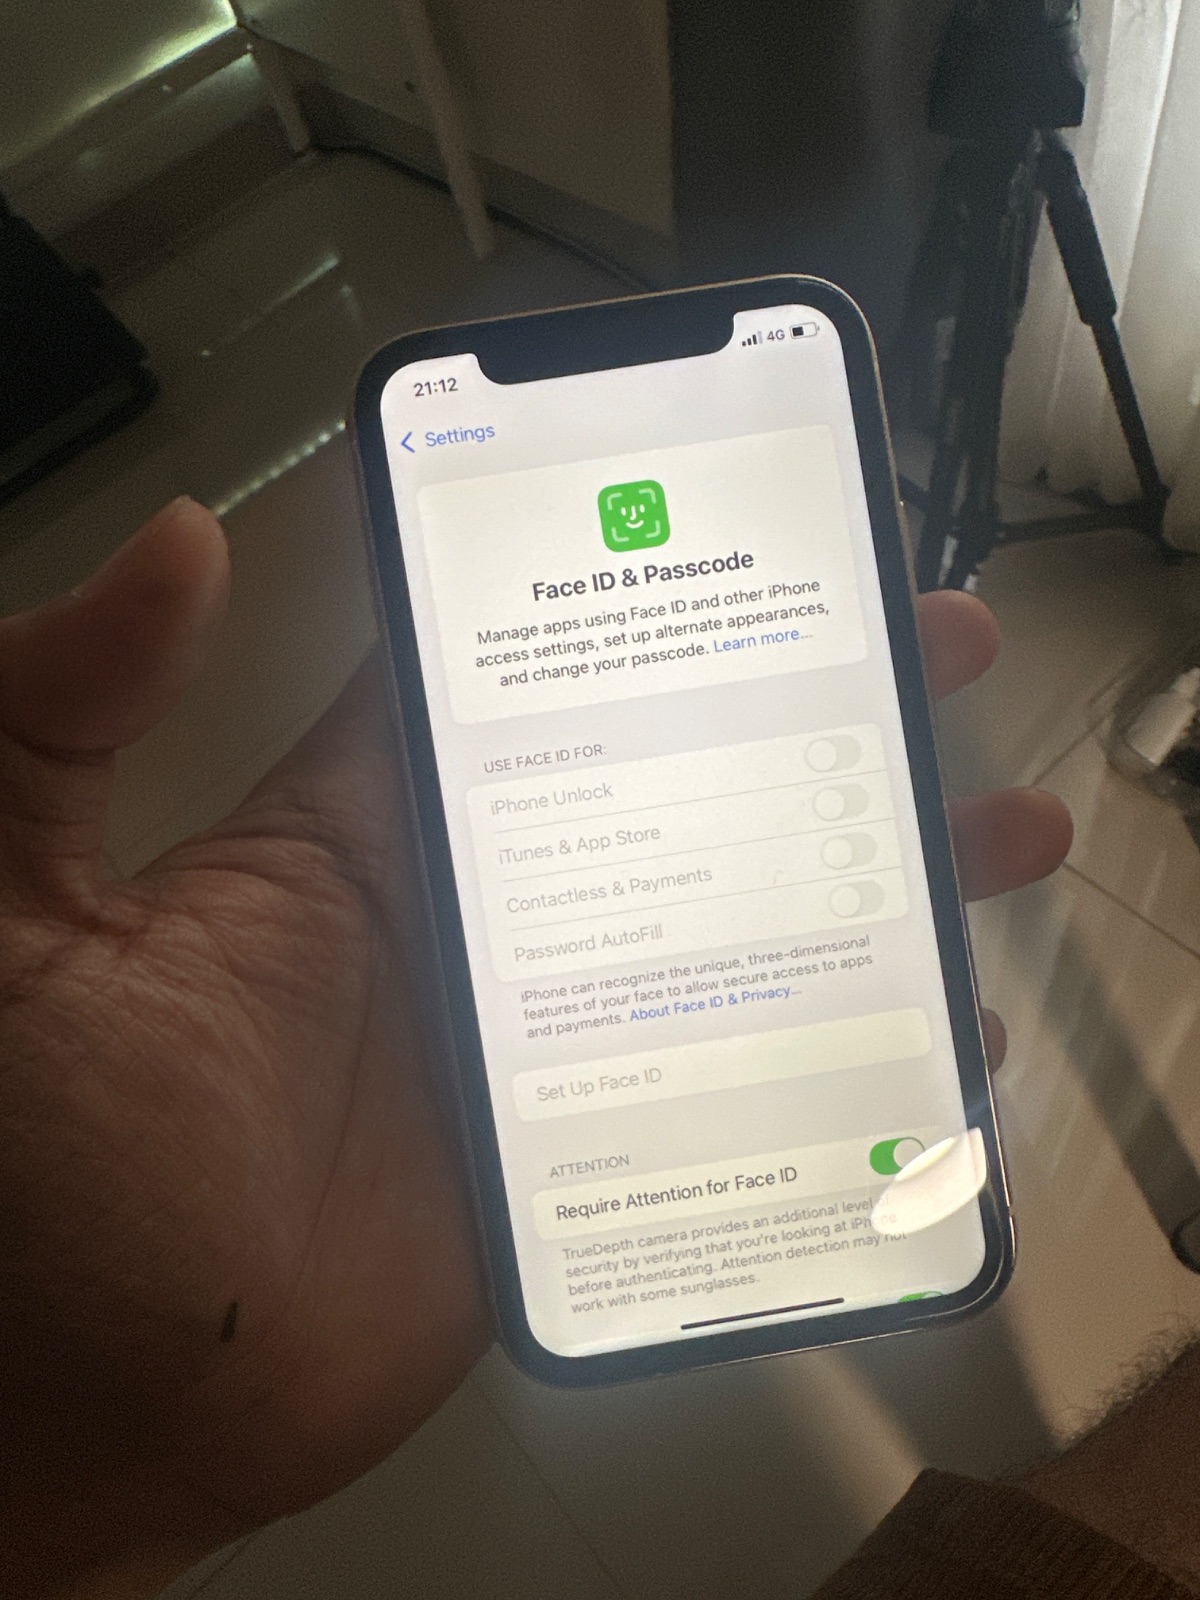 21:12
4G
Settings
Face ID & Passcode
Manage apps using Face ID and other iPhone
access settings, set up alternate appearances,
and change your passcode. Learn more...
USE FACE ID FOR:
iPhone Unlock
iTunes & App Store
Contactless & Payments
Password AutoFill
iPhone can recognize the unique, three-dimensional
features of your face to allow secure access to apps
and payments. About Face ID & Privacy...
Set Up Face ID
ATTENTION
Require Attention for Face ID
TrueDepth camera provides an additional level of
security by verifying that you're looking at iPhone
before authenticating. Attention detection may not
work with some sunglasses.